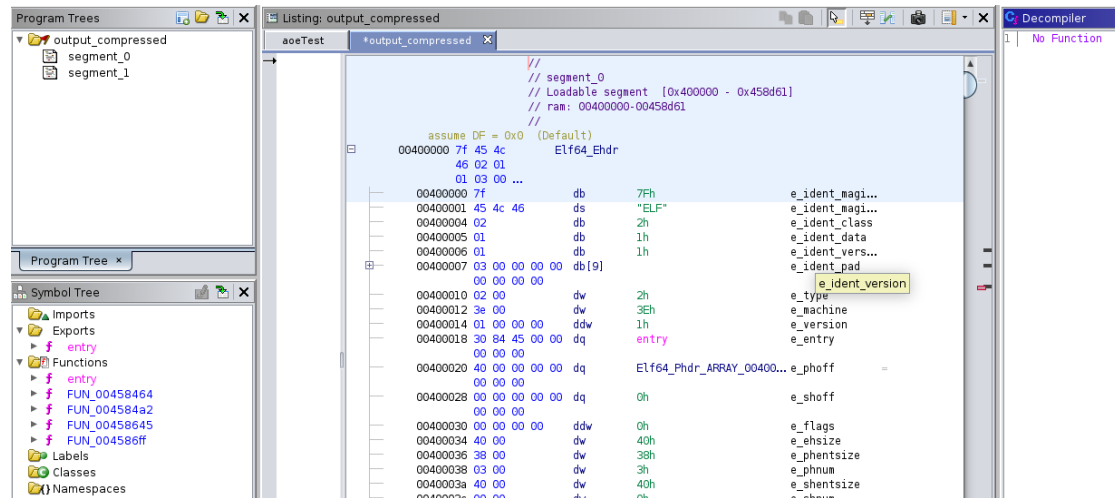 Program Trees
output_compressed
segment_0
segment_1
Program Tree ×
Symbol Tree
Imports
Exports
f entry
Functions
f entry
f FUN_00458464
f FUN_004584a2
f FUN_00458645
f FUN_004586ff
Labels
Classes
Namespaces
Listing: output_compressed
aoeTest
*output_compressed
//
// segment_0
// Loadable segment [0x400000 - 0x458d61]
// ram: 00400000-00458d61
//
assume DF = 0x0 (Default)
00400000 7f 45 4c Elf64_Ehdr
46 02 01
01 03 00 ...
00400000 7f db 7Fh e_ident_magi...
00400001 45 4c 46 ds "ELF" e_ident_magi...
00400004 02 db 2h e_ident_class
00400005 01 db 1h e_ident_data
00400006 01 db 1h e_ident_vers...
00400007 03 00 00 00 00 db[9] e_ident_pad
00 00 00 00
e_ident_version
00400010 02 00 dw 2h e_type
00400012 3e 00 dw 3Eh e_machine
00400014 01 00 00 00 ddw 1h e_version
00400018 30 84 45 00 00 dq entry e_entry
00 00 00
00400020 40 00 00 00 00 dq Elf64_Phdr_ARRAY_00400... e_phoff =
00 00 00
00400028 00 00 00 00 00 dq 0h e_shoff
00 00 00
00400030 00 00 00 00 ddw 0h e_flags
00400034 40 00 dw 40h e_ehsize
00400036 38 00 dw 38h e_phentsize
00400038 03 00 dw 3h e_phnum
0040003a 40 00 dw 40h e_shentsize
Decompiler
1 No Function